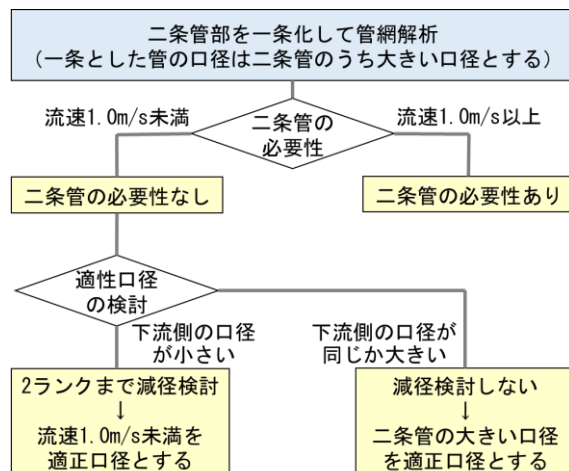 二条管部を一条化して管網解析
（一条とした管の口径は二条管のうち大きい口径とする）
流速1.0m/s未満
二条管の
必要性
流速1.0m/s以上
二条管の必要性なし
二条管の必要性あり
適性口径
の検討
下流側の口径
が小さい
下流側の口径が
同じか大きい
2ランクまで減径検討
↓
流速1.0m/s未満を
適正口径とする
減径検討しない
↓
二条管の大きい口径
を適正口径とする